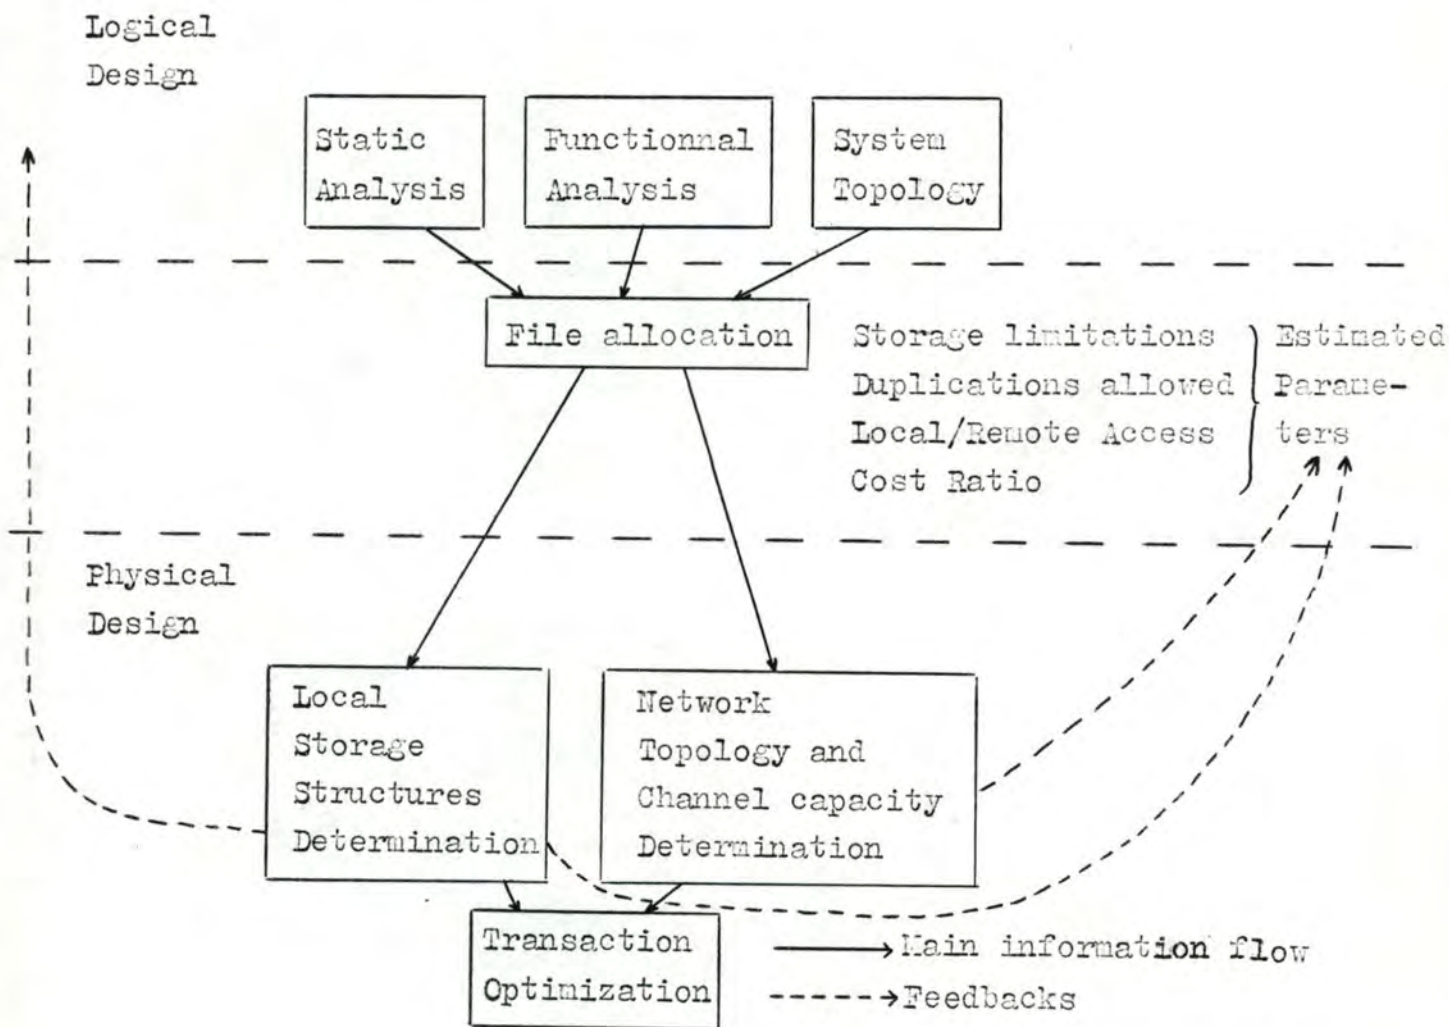 Logical
Design
Static
Analysis
Functionnal
Analysis
System
Topology
File allocation
Storage limitations
Duplications allowed
Local/Remote Access
Cost Ratio
Estimated
Parame-
ters
Physical
Design
Local
Storage
Structures
Determination
Network
Topology and
Channel capacity
Determination
Transaction
Optimization
Main information flow
Feedbacks